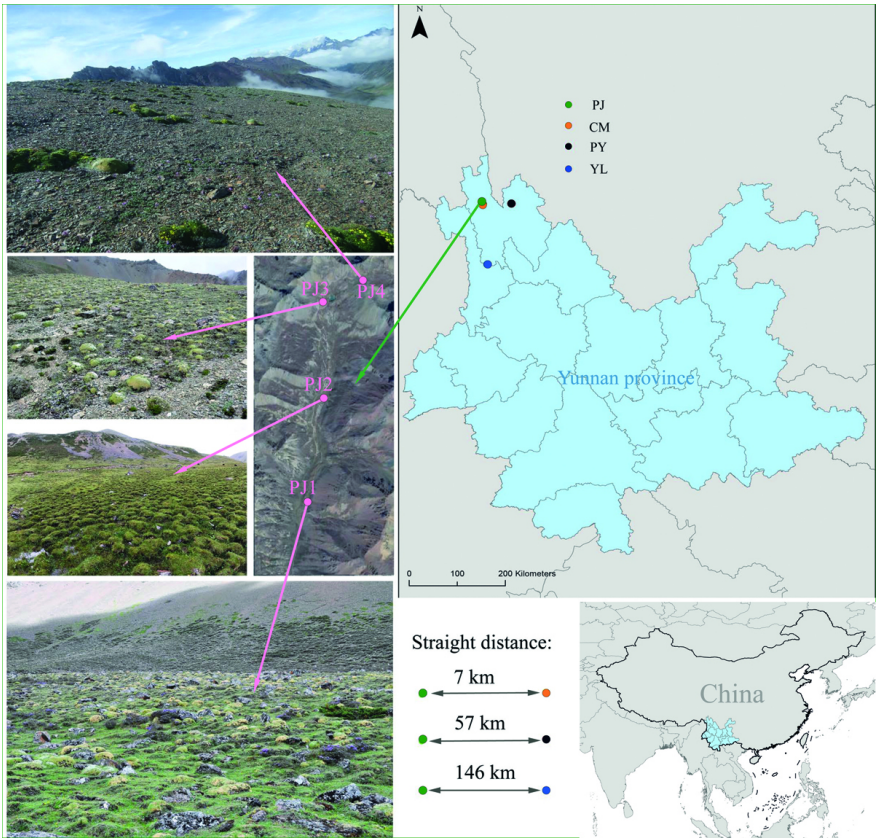 N
PJ
CM
PY
YL
PJ3
PJ4
PJ2
PJ1
Yunnan province
0 100 200 Kilometers
Straight distance:
7 km
57 km
146 km
China